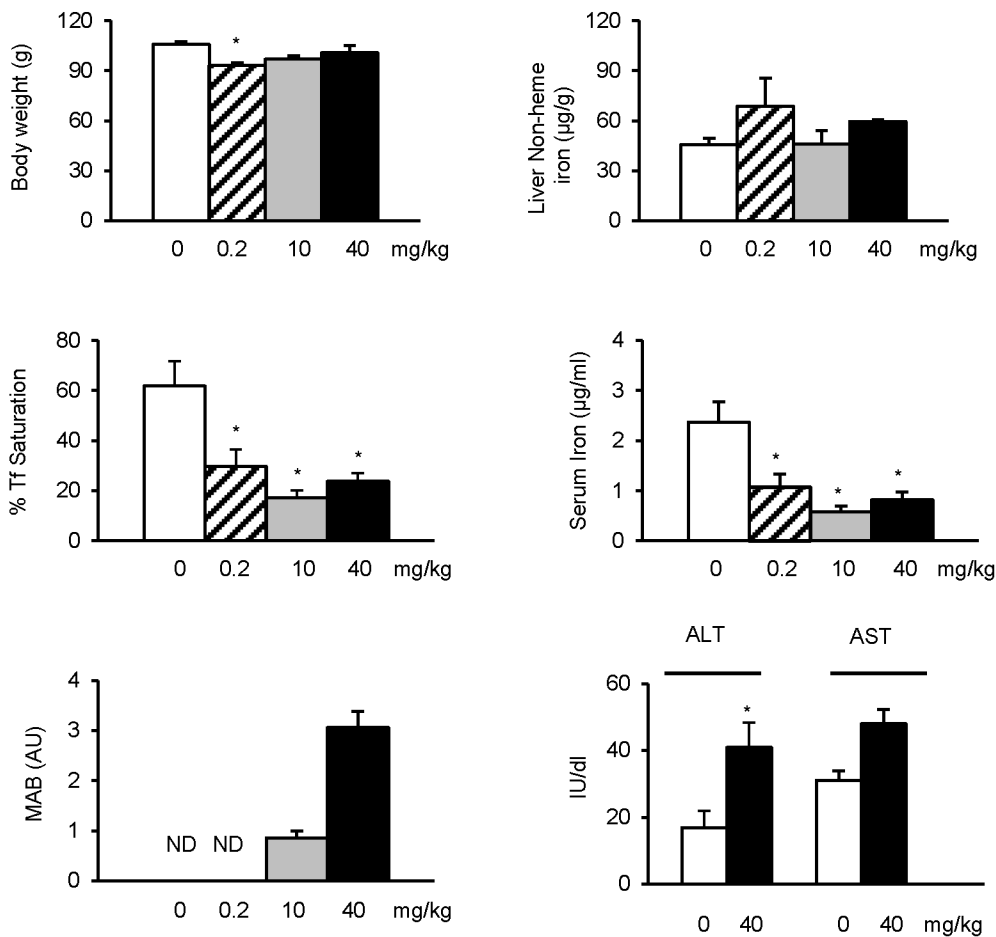 Body weight (g)
120
90
60
30
0
*
0 0.2 10 40 mg/kg
Liver Non-heme
iron (µg/g)
120
90
60
30
0
0 0.2 10 40 mg/kg
% Tf Saturation
80
60
40
20
0
* * *
0 0.2 10 40 mg/kg
Serum Iron (µg/ml)
4
3
2
1
0
* * *
0 0.2 10 40 mg/kg
MAB (AU)
4
3
2
1
0
ND ND
0 0.2 10 40 mg/kg
ALT AST
IU/dl
60
40
20
0
*
0 40 0 40 mg/kg